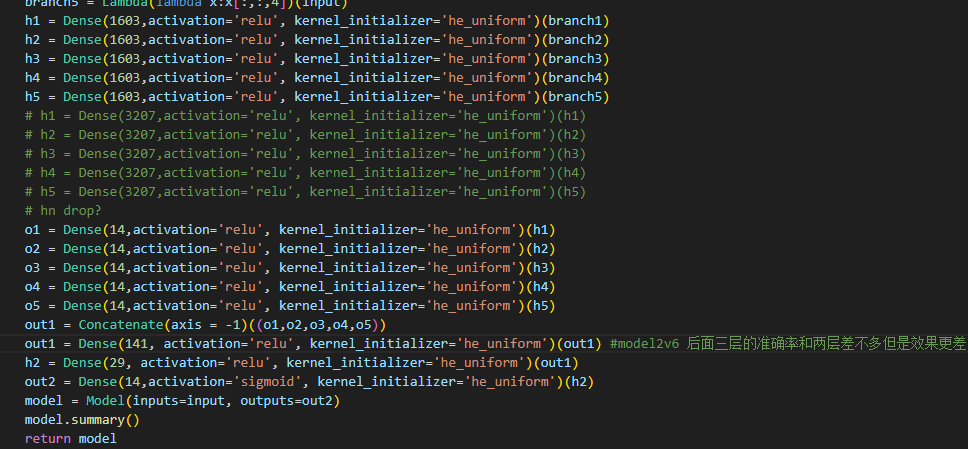 branch5 = Lambda(lambda x:x[:,:,4])(input)
h1 = Dense(1603,activation='relu', kernel_initializer='he_uniform')(branch1)
h2 = Dense(1603,activation='relu', kernel_initializer='he_uniform')(branch2)
h3 = Dense(1603,activation='relu', kernel_initializer='he_uniform')(branch3)
h4 = Dense(1603,activation='relu', kernel_initializer='he_uniform')(branch4)
h5 = Dense(1603,activation='relu', kernel_initializer='he_uniform')(branch5)
# h1 = Dense(3207,activation='relu', kernel_initializer='he_uniform')(h1)
# h2 = Dense(3207,activation='relu', kernel_initializer='he_uniform')(h2)
# h3 = Dense(3207,activation='relu', kernel_initializer='he_uniform')(h3)
# h4 = Dense(3207,activation='relu', kernel_initializer='he_uniform')(h4)
# h5 = Dense(3207,activation='relu', kernel_initializer='he_uniform')(h5)
# hn drop?
o1 = Dense(14,activation='relu', kernel_initializer='he_uniform')(h1)
o2 = Dense(14,activation='relu', kernel_initializer='he_uniform')(h2)
o3 = Dense(14,activation='relu', kernel_initializer='he_uniform')(h3)
o4 = Dense(14,activation='relu', kernel_initializer='he_uniform')(h4)
o5 = Dense(14,activation='relu', kernel_initializer='he_uniform')(h5)
out1 = Concatenate(axis = -1)((o1,o2,o3,o4,o5))
out1 = Dense(141, activation='relu', kernel_initializer='he_uniform')(out1) #model2v6 后面三层的准确率和两层差不多但是效果更差
h2 = Dense(29, activation='relu', kernel_initializer='he_uniform')(out1)
out2 = Dense(14,activation='sigmoid', kernel_initializer='he_uniform')(h2)
model = Model(inputs=input, outputs=out2)
model.summary()
return model